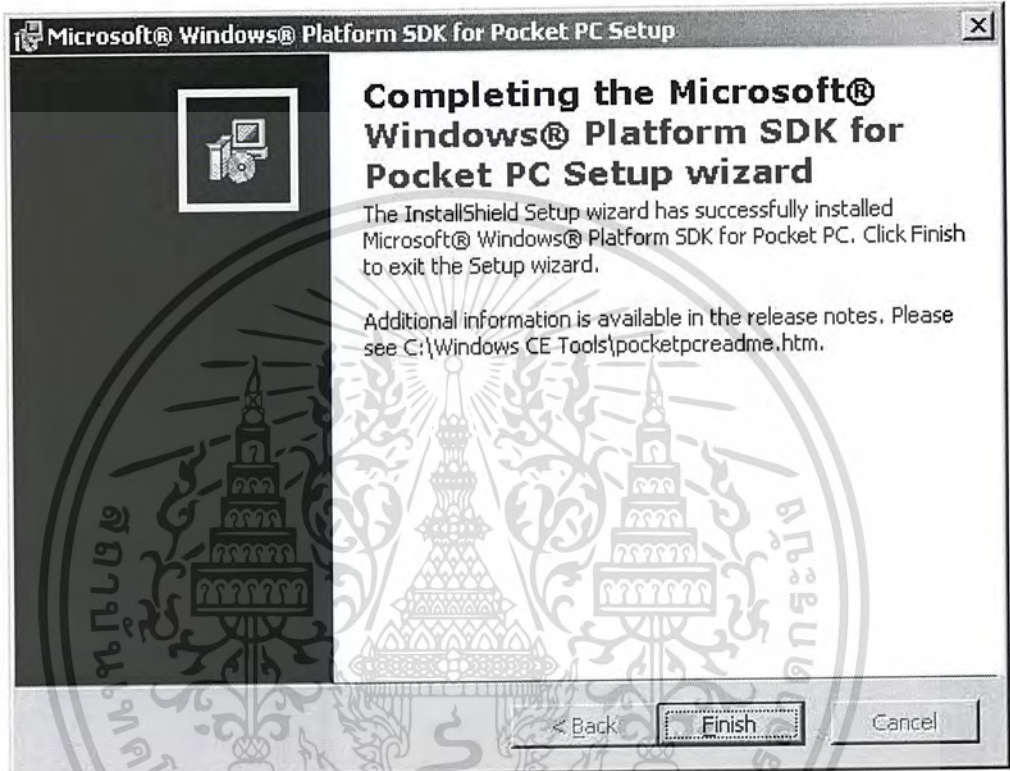 Microsoft® Windows® Platform SDK for Pocket PC Setup
Completing the Microsoft®
Windows® Platform SDK for
Pocket PC Setup wizard
The InstallShield Setup wizard has successfully installed
Microsoft® Windows® Platform SDK for Pocket PC. Click Finish
to exit the Setup wizard.
Additional information is available in the release notes. Please
see C:\Windows CE Tools\pocketpcreadme.htm.
< Back
Finish
Cancel